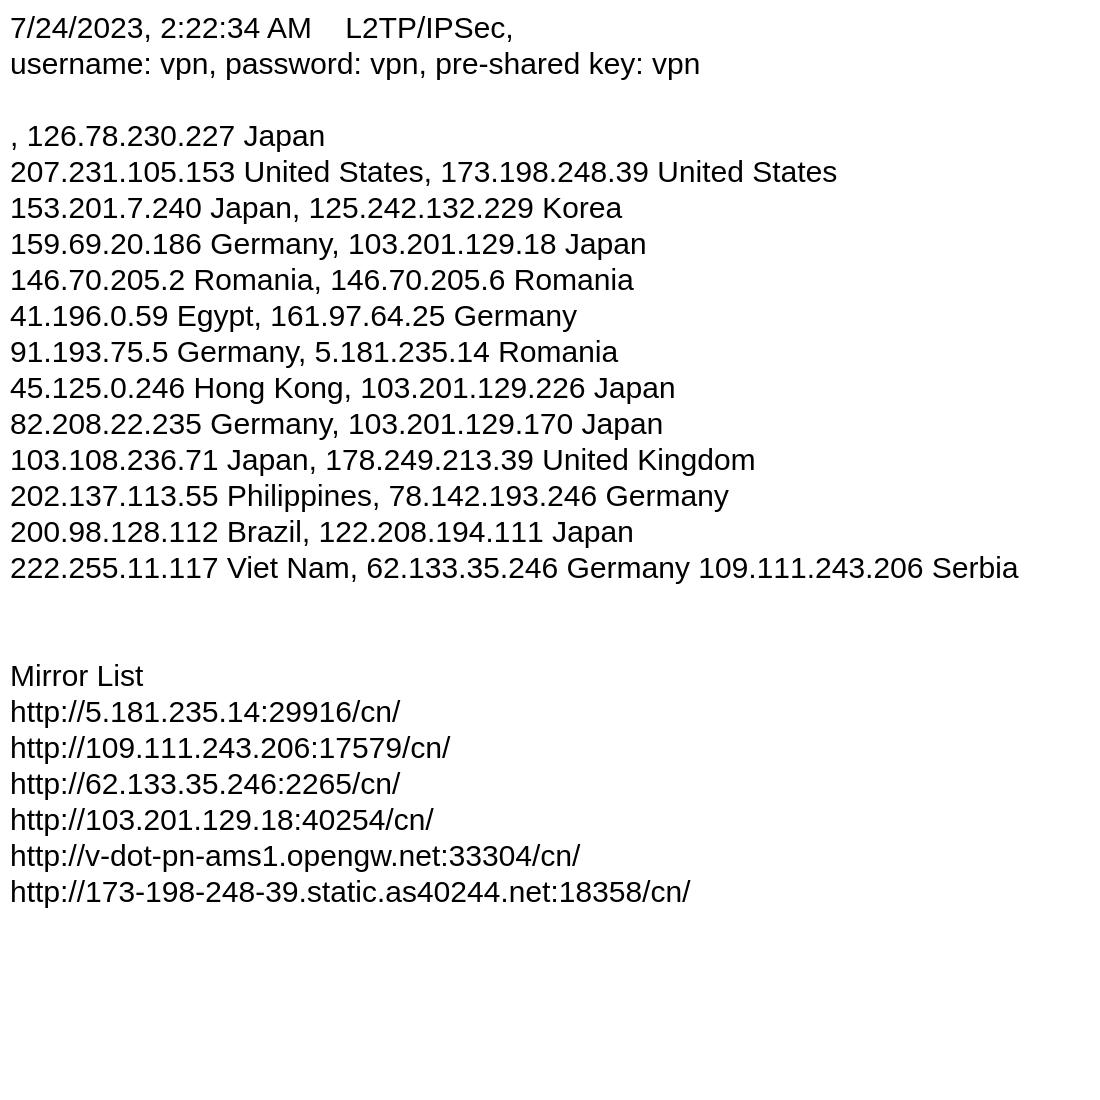 7/24/2023, 2:22:34 AM    L2TP/IPSec,
username: vpn, password: vpn, pre-shared key: vpn
, 126.78.230.227 Japan
207.231.105.153 United States, 173.198.248.39 United States
153.201.7.240 Japan, 125.242.132.229 Korea
159.69.20.186 Germany, 103.201.129.18 Japan
146.70.205.2 Romania, 146.70.205.6 Romania
41.196.0.59 Egypt, 161.97.64.25 Germany
91.193.75.5 Germany, 5.181.235.14 Romania
45.125.0.246 Hong Kong, 103.201.129.226 Japan
82.208.22.235 Germany, 103.201.129.170 Japan
103.108.236.71 Japan, 178.249.213.39 United Kingdom
202.137.113.55 Philippines, 78.142.193.246 Germany
200.98.128.112 Brazil, 122.208.194.111 Japan
222.255.11.117 Viet Nam, 62.133.35.246 Germany 109.111.243.206 Serbia
Mirror List
http://5.181.235.14:29916/cn/
http://109.111.243.206:17579/cn/
http://62.133.35.246:2265/cn/
http://103.201.129.18:40254/cn/
http://v-dot-pn-ams1.opengw.net:33304/cn/
http://173-198-248-39.static.as40244.net:18358/cn/